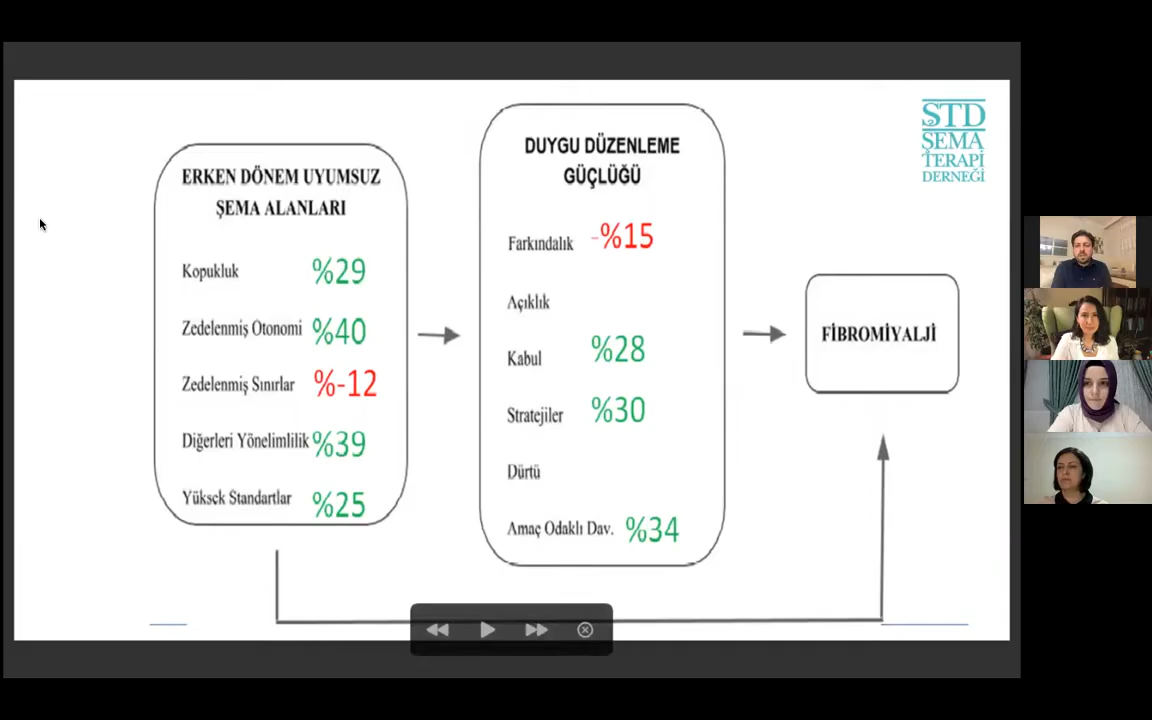 ERKEN DÖNEM UYUMSUZ
ŞEMA ALANLARI
Kopukluk %29
Zedelenmiş Otonomi %40
Zedelenmiş Sınırlar %-12
Diğerleri Yönelimlilik %39
Yüksek Standartlar %25
DUYGU DÜZENLEME
GÜÇLÜĞÜ
Farkındalık -%15
Açıklık
Kabul %28
Stratejiler %30
Dürtü
Amaç Odaklı Dav. %34
FİBROMİYALJİ
STD
ŞEMA
TERAPİ
DERNEĞİ